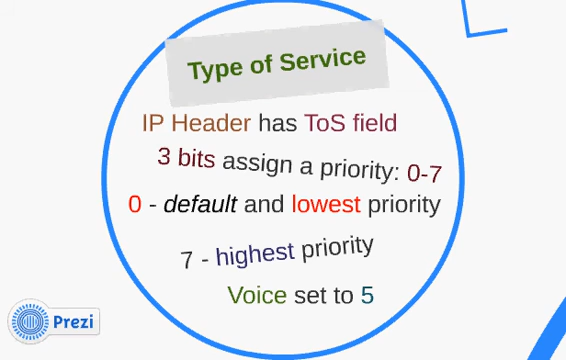 Type of Service
IP Header has ToS field
3 bits assign a priority: 0-7
0 - default and lowest priority
7 - highest priority
Voice set to 5
Prezi